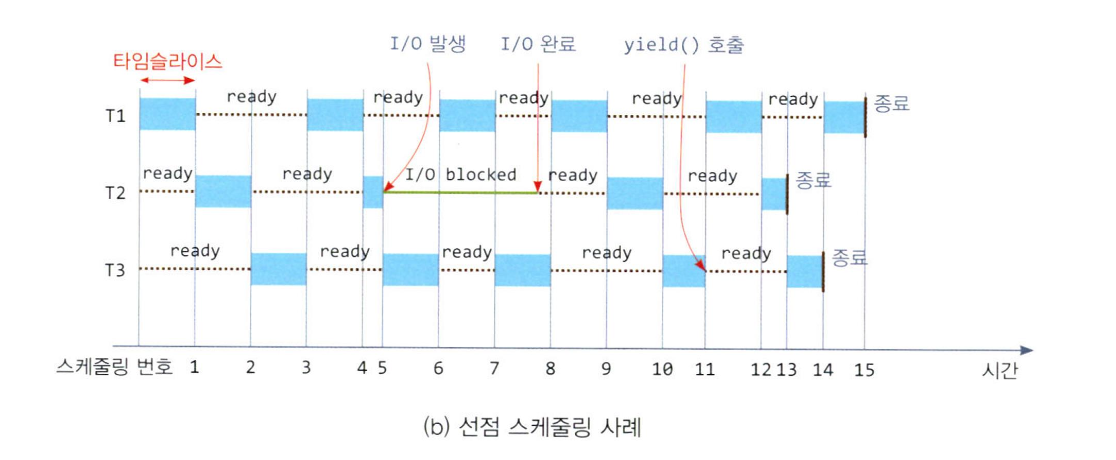 I/O 발생 I/O 완료 yield() 호출
타임슬라이스
T1 ready ready ready ready ready 종료
T2 ready ready I/O blocked ready ready 종료
T3 ready ready ready ready ready 종료
스케줄링 번호 1 2 3 4 5 6 7 8 9 10 11 12 13 14 15 시간
(b) 선점 스케줄링 사례